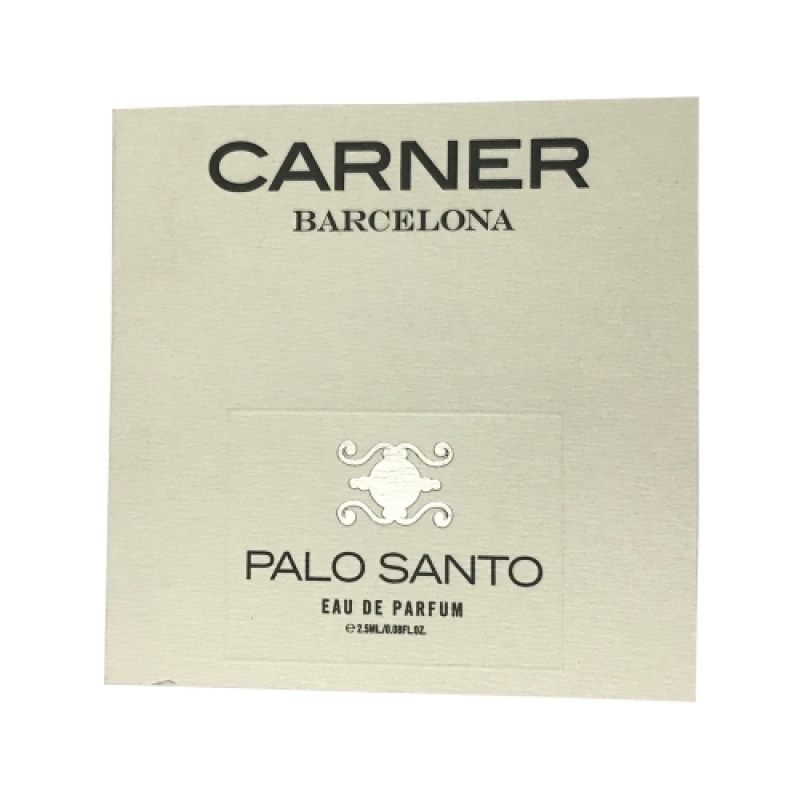 CARNER
BARCELONA
PALO SANTO
EAU DE PARFUM
℮ 2.5ML./0.08FL.OZ.